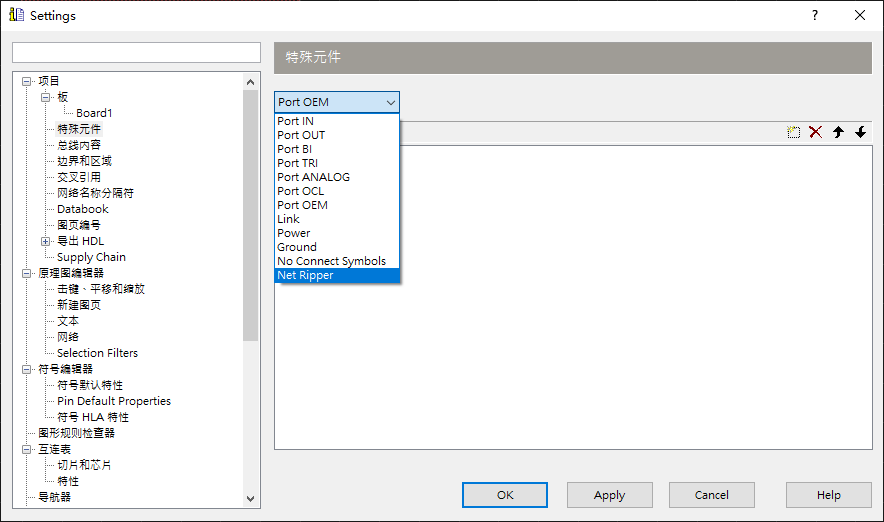 Settings
?
特殊元件
项目
板
Board1
特殊元件
总线内容
边界和区域
交叉引用
网络名称分隔符
Databook
图页编号
导出 HDL
Supply Chain
原理图编辑器
击键、平移和缩放
新建图页
文本
网络
Selection Filters
符号编辑器
符号默认特性
Pin Default Properties
符号 HLA 特性
图形规则检查器
互连表
切片和芯片
特性
导航器
Port OEM
Port IN
Port OUT
Port BI
Port TRI
Port ANALOG
Port OCL
Port OEM
Link
Power
Ground
No Connect Symbols
Net Ripper
OK
Apply
Cancel
Help